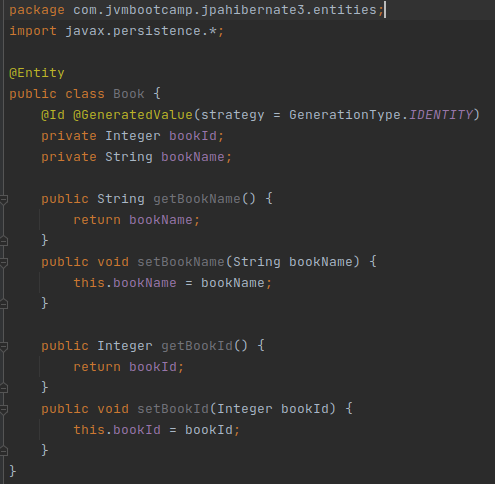 package com.jvmbootcamp.jpahibernate3.entities;
import javax.persistence.*;

@Entity
public class Book {
    @Id @GeneratedValue(strategy = GenerationType.IDENTITY)
    private Integer bookId;
    private String bookName;

    public String getBookName() {
        return bookName;
    }
    public void setBookName(String bookName) {
        this.bookName = bookName;
    }

    public Integer getBookId() {
        return bookId;
    }
    public void setBookId(Integer bookId) {
        this.bookId = bookId;
    }
}